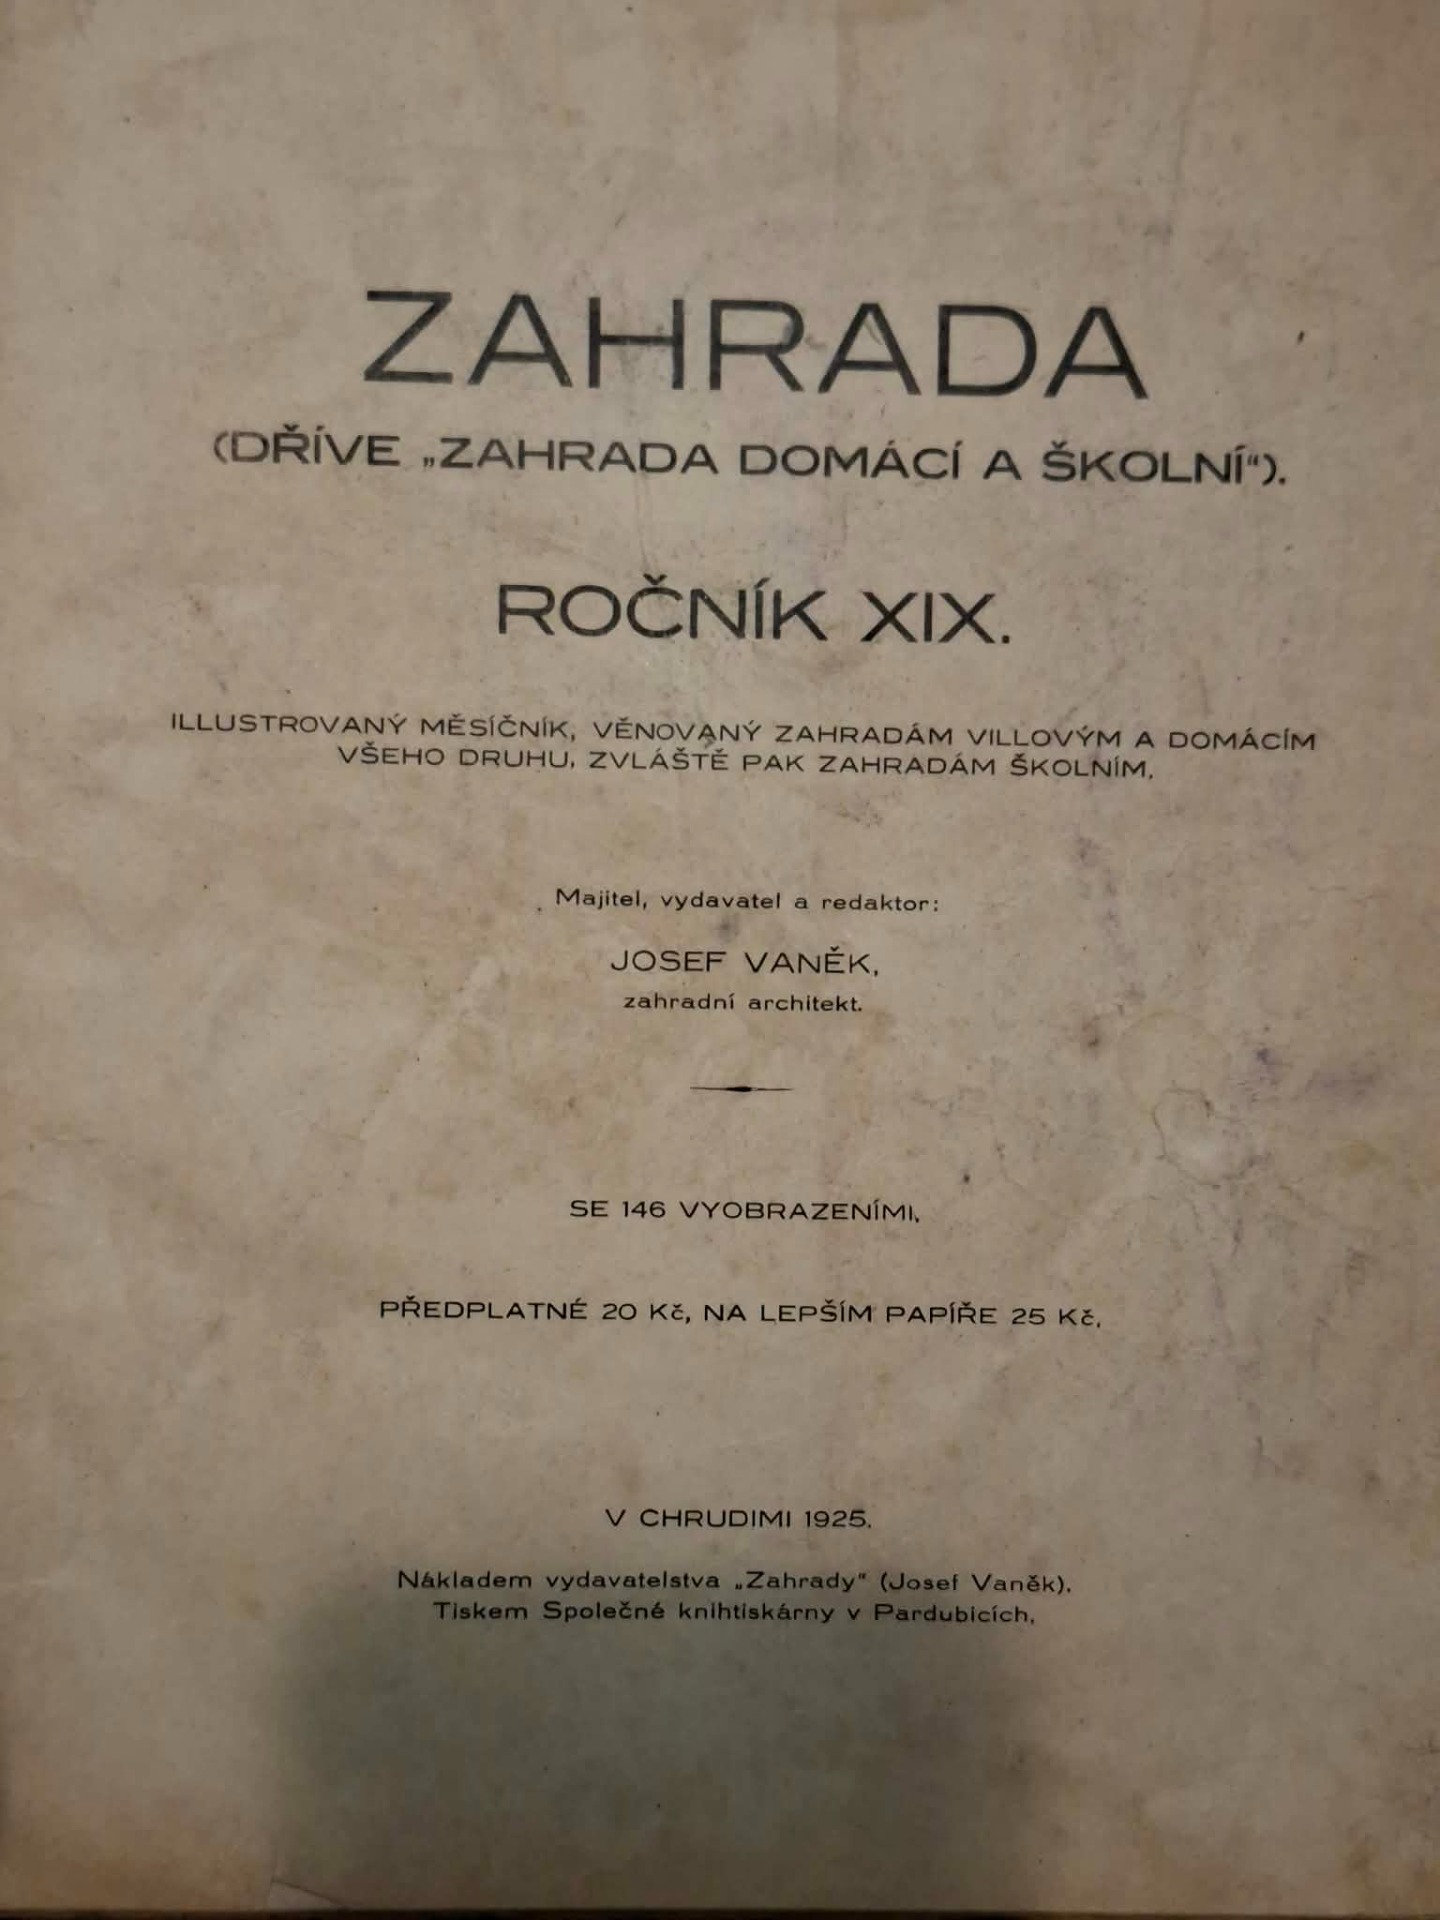 ZAHRADA
(DŘÍVE „ZAHRADA DOMÁCÍ A ŠKOLNÍ“).
ROČNÍK XIX.
ILLUSTROVANÝ MĚSÍČNÍK, VĚNOVANÝ ZAHRADÁM VILLOVÝM A DOMÁCÍM
VŠEHO DRUHU, ZVLÁŠTĚ PAK ZAHRADÁM ŠKOLNÍM.
Majitel, vydavatel a redaktor:
JOSEF VANĚK,
zahradní architekt.
SE 146 VYOBRAZENÍMI.
PŘEDPLATNÉ 20 Kč, NA LEPŠÍM PAPÍŘE 25 Kč.
V CHRUDIMI 1925.
Nákladem vydavatelstva „Zahrady“ (Josef Vaněk).
Tiskem Společné knihtiskárny v Pardubicích.